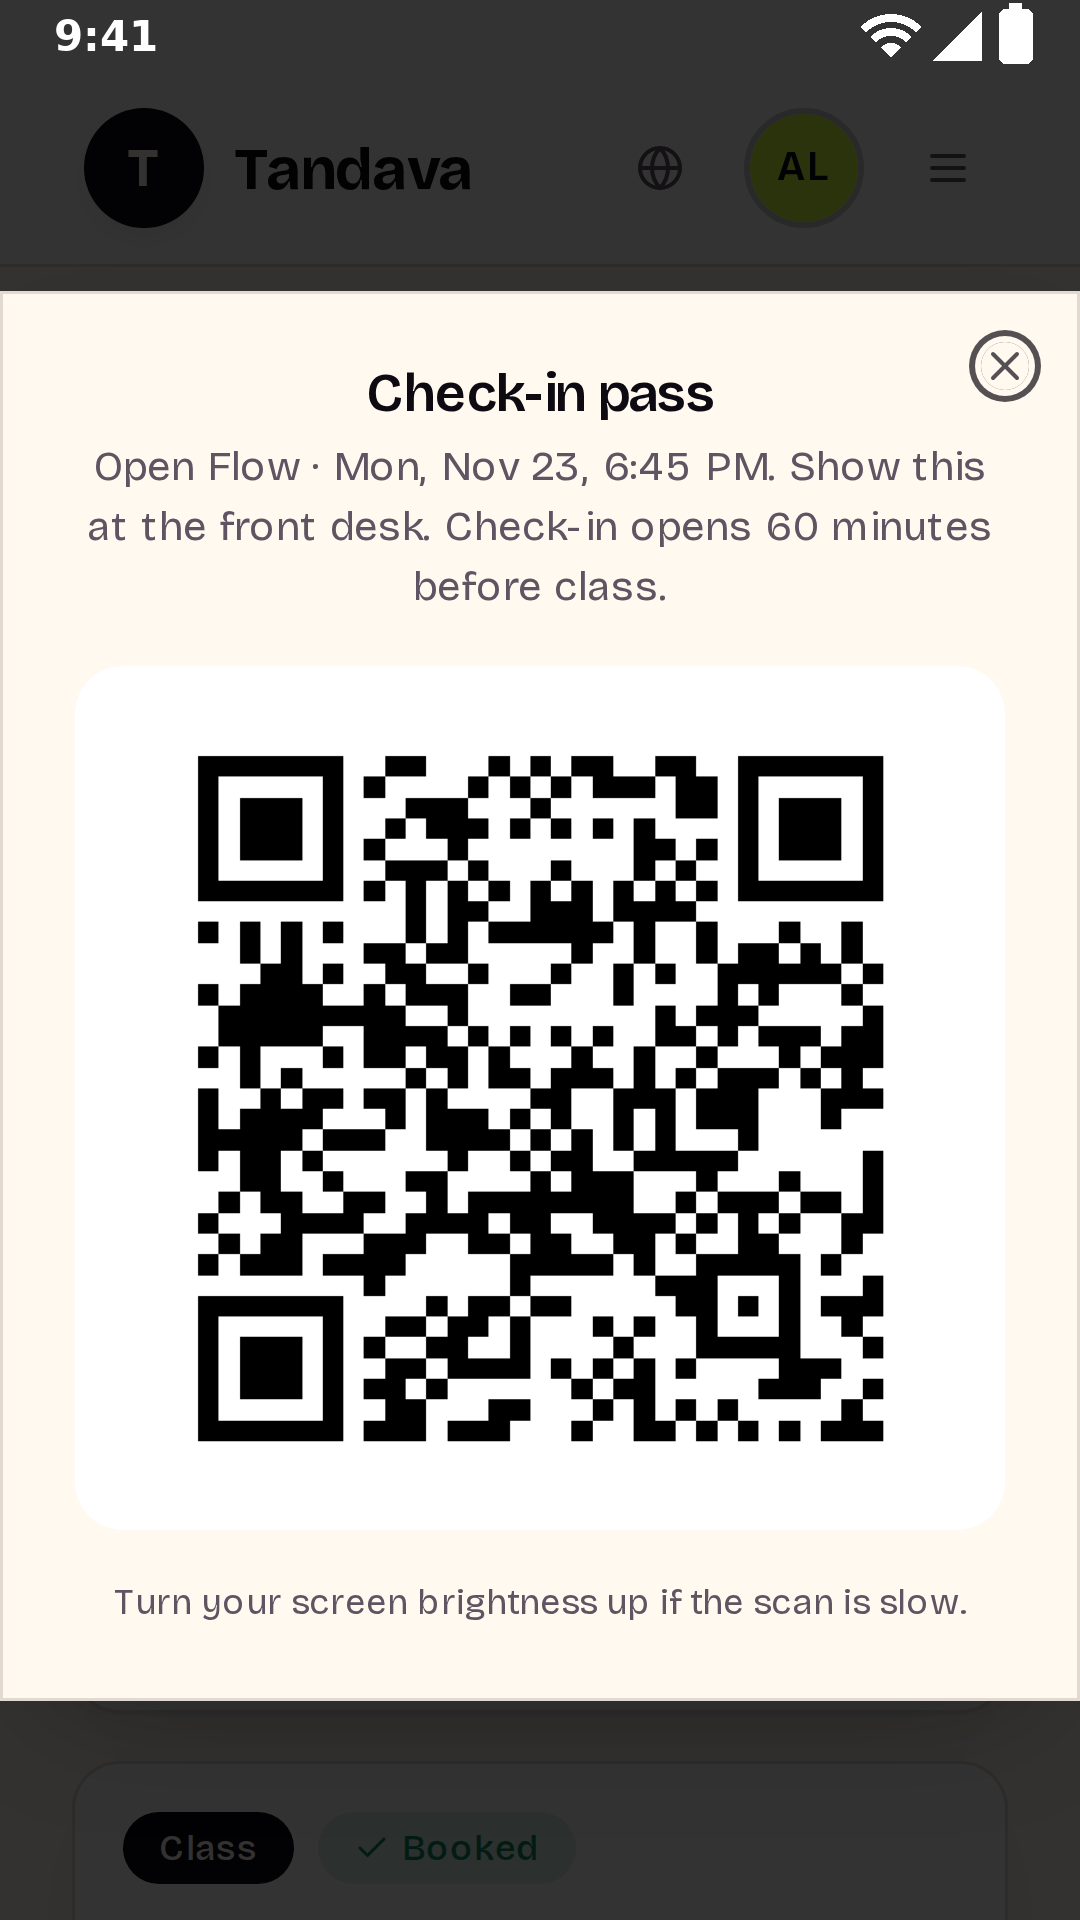 9:41
T Tandava AL
Check-in pass
Open Flow · Mon, Nov 23, 6:45 PM. Show this
at the front desk. Check-in opens 60 minutes
before class.
Turn your screen brightness up if the scan is slow.
Class Booked